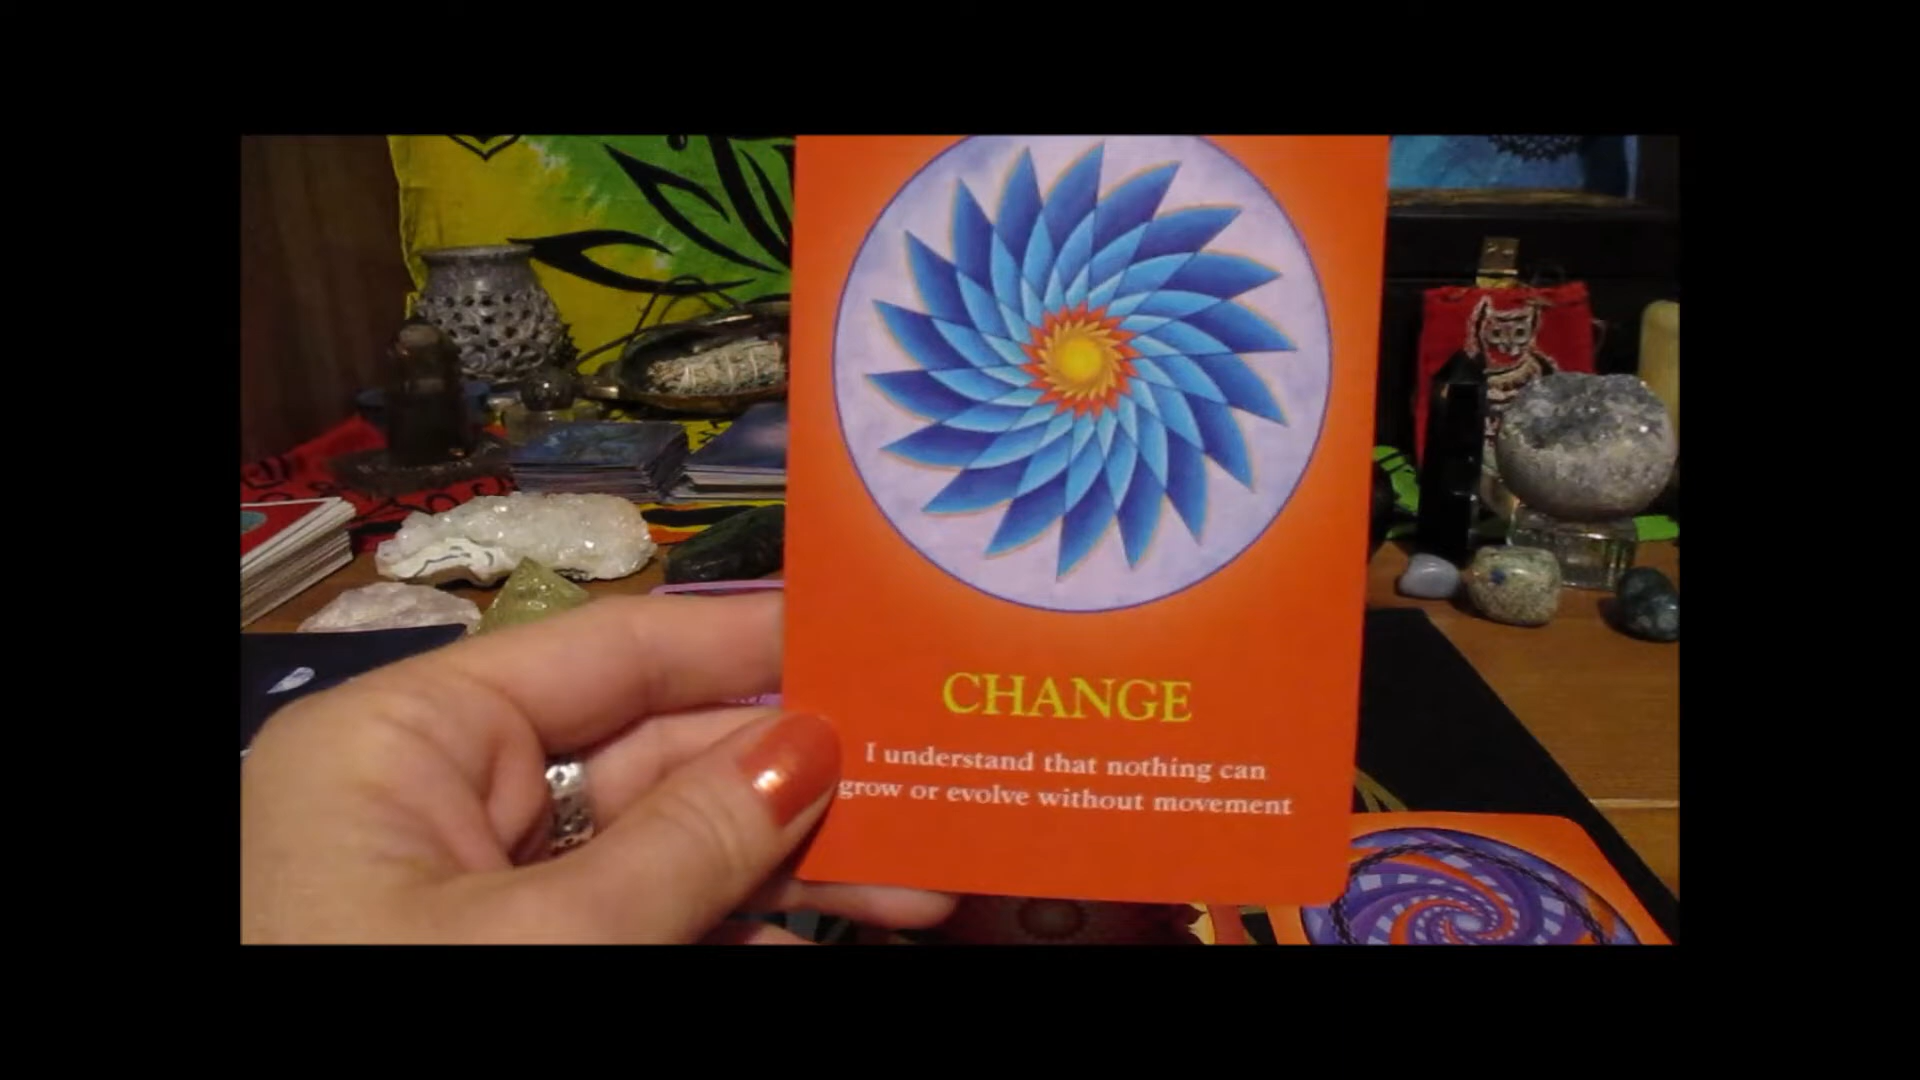 CHANGE
I understand that nothing can
grow or evolve without movement